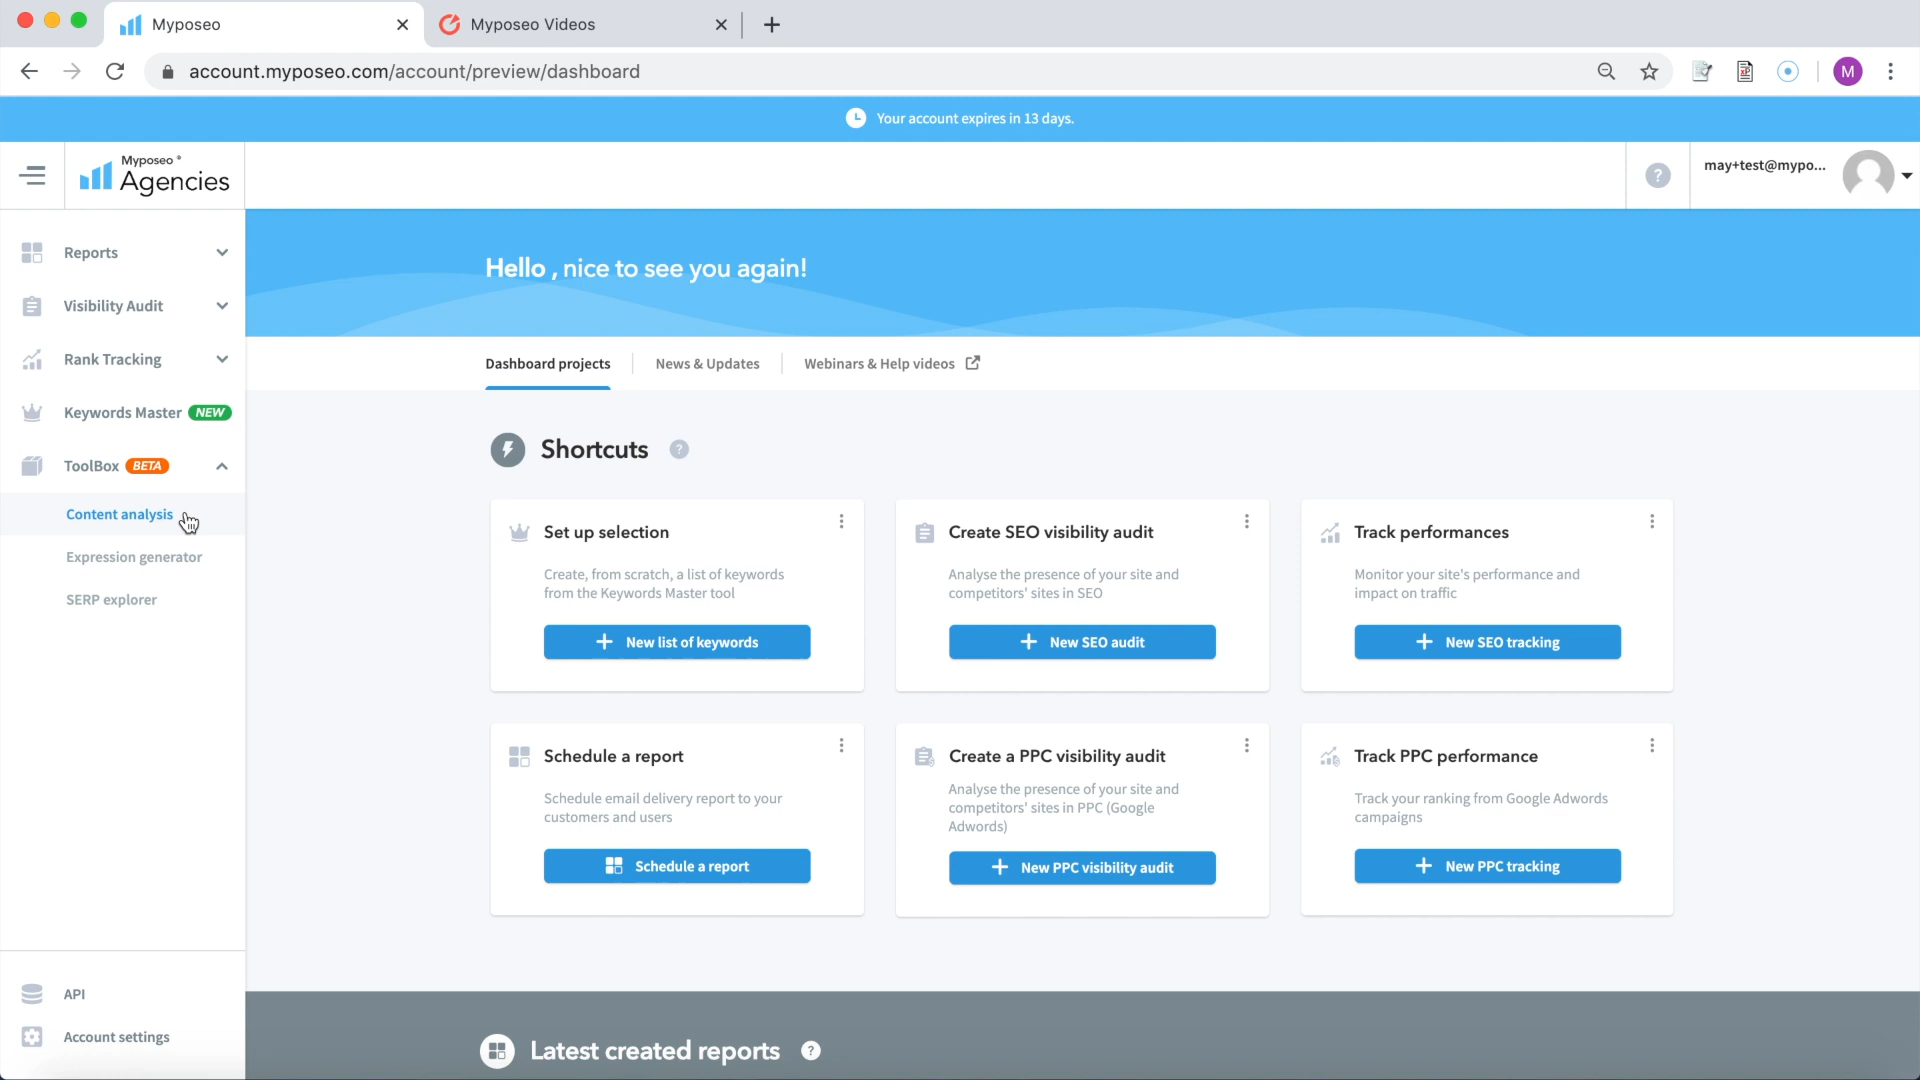 Myposeo
Myposeo Videos
account.myposeo.com/account/preview/dashboard
M
Your account expires in 13 days.
Myposeo ®
Agencies
?
may+test@mypo...
Reports
Visibility Audit
Rank Tracking
Keywords Master NEW
ToolBox BETA
Content analysis
Expression generator
SERP explorer
API
Account settings
Hello , nice to see you again!
Dashboard projects
News & Updates
Webinars & Help videos
Shortcuts ?
Set up selection
Create, from scratch, a list of keywords
from the Keywords Master tool
+ New list of keywords
Create SEO visibility audit
Analyse the presence of your site and
competitors' sites in SEO
+ New SEO audit
Track performances
Monitor your site's performance and
impact on traffic
+ New SEO tracking
Schedule a report
Schedule email delivery report to your
customers and users
Schedule a report
Create a PPC visibility audit
Analyse the presence of your site and
competitors' sites in PPC (Google
Adwords)
+ New PPC visibility audit
Track PPC performance
Track your ranking from Google Adwords
campaigns
+ New PPC tracking
Latest created reports ?